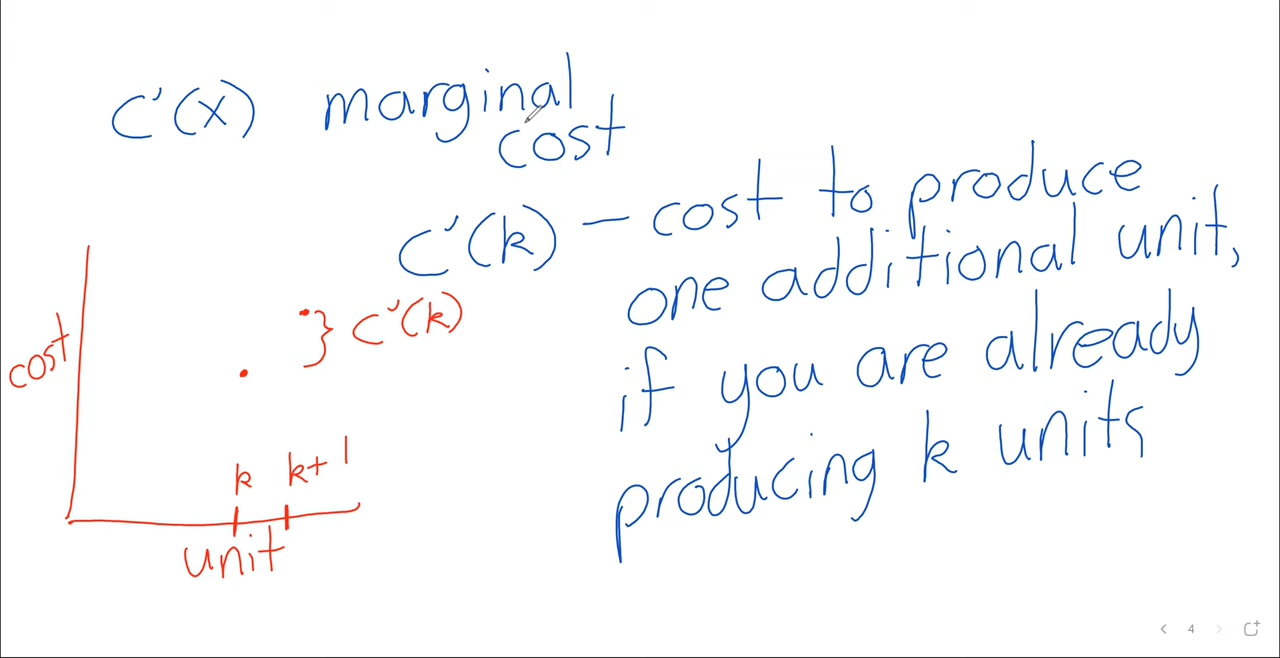 C'(x) marginal
cost
C'(k) – cost to produce
one additional unit,
if you are already
producing k units
} C'(k)
cost
k k+1
unit
4